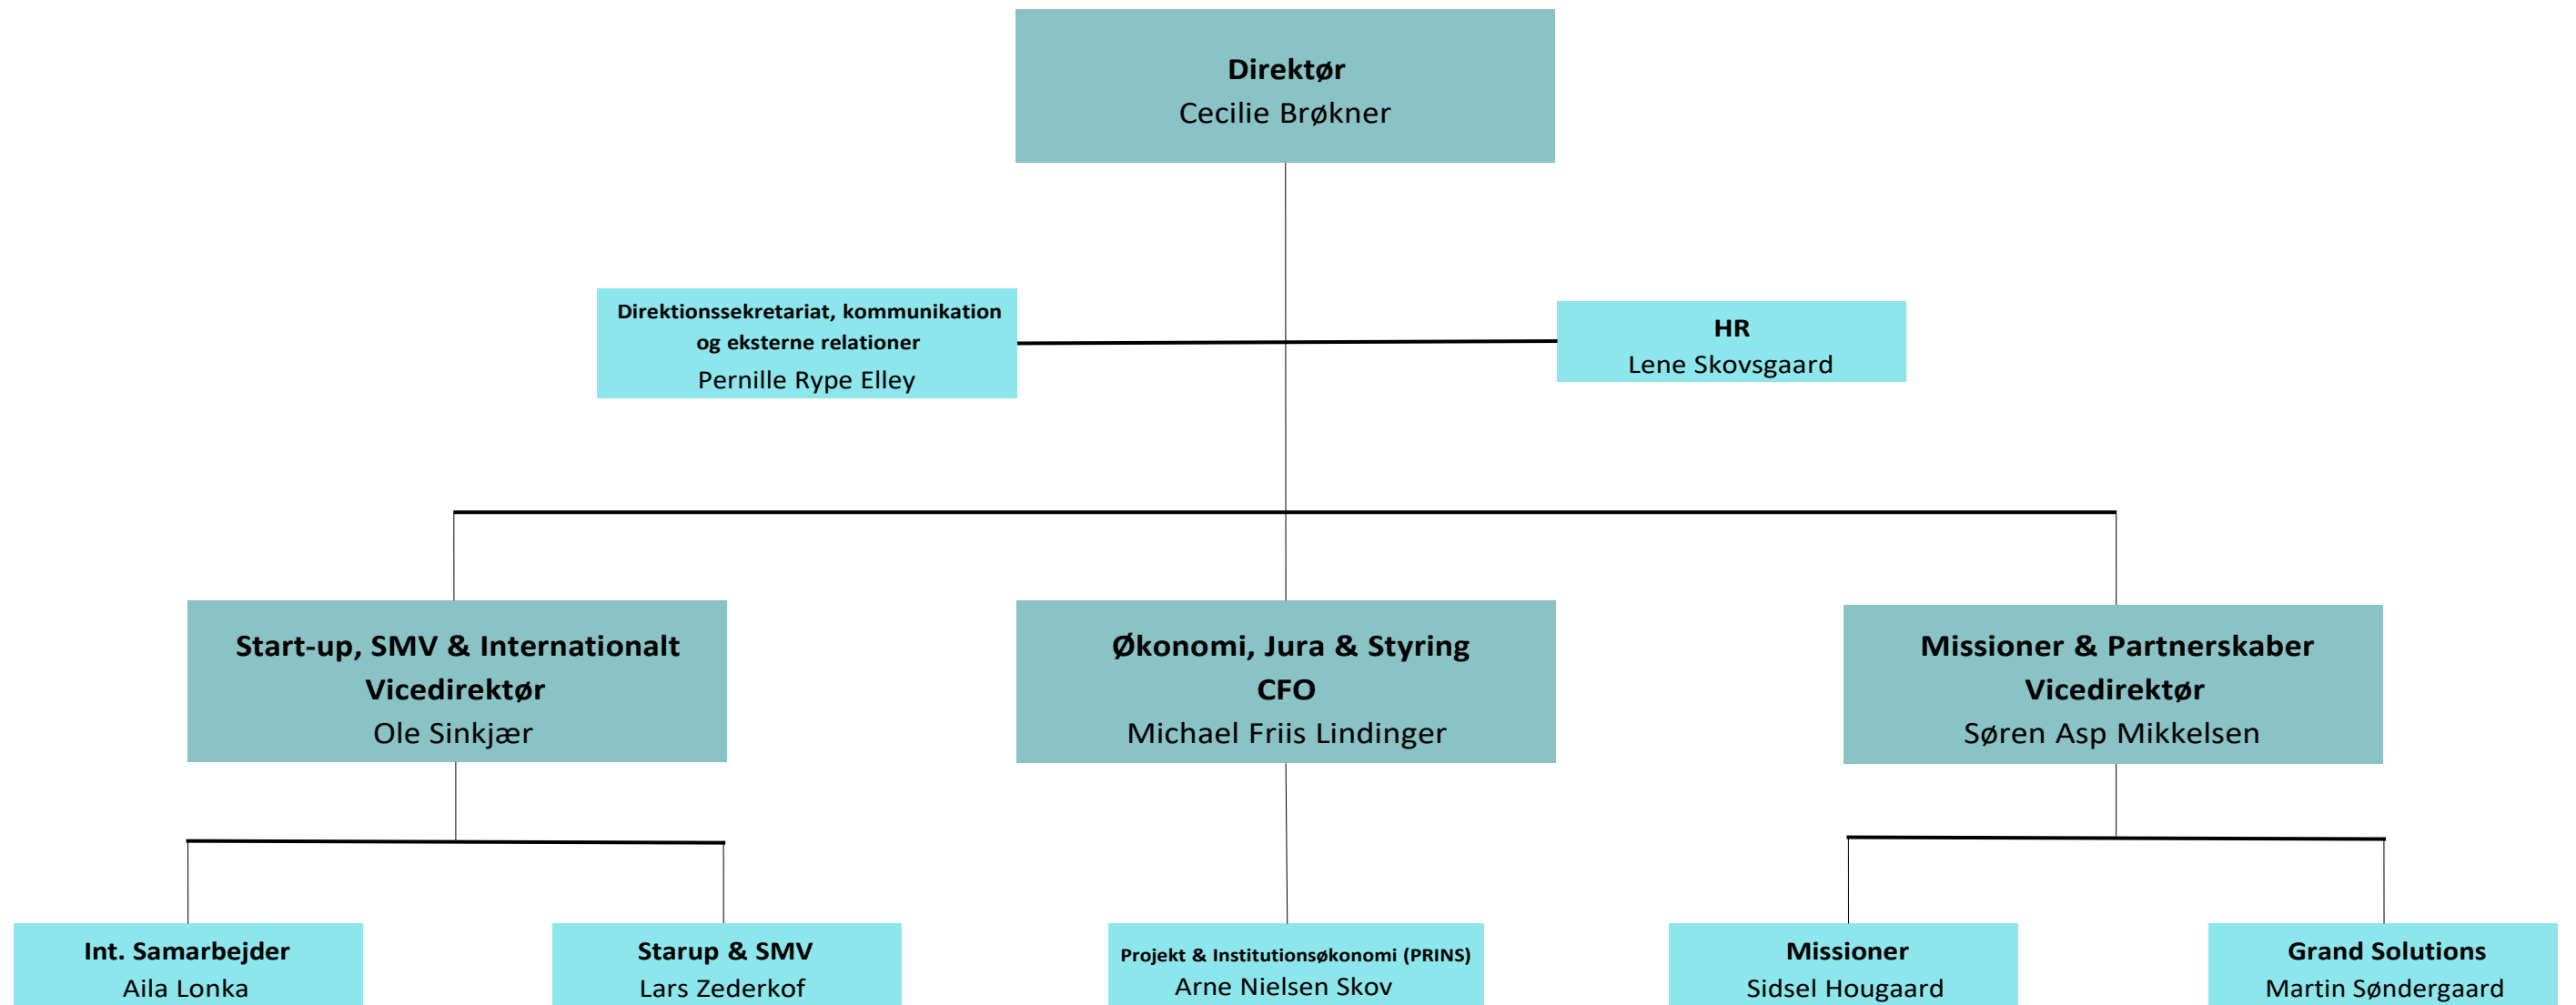 Direktør
Cecilie Brøkner
Direktionssekretariat, kommunikation
og eksterne relationer
Pernille Rype Elley
HR
Lene Skovsgaard
Start-up, SMV & Internationalt
Vicedirektør
Ole Sinkjær
Økonomi, Jura & Styring
CFO
Michael Friis Lindinger
Missioner & Partnerskaber
Vicedirektør
Søren Asp Mikkelsen
Int. Samarbejder
Aila Lonka
Starup & SMV
Lars Zederkof
Projekt & Institutionsøkonomi (PRINS)
Arne Nielsen Skov
Missioner
Sidsel Hougaard
Grand Solutions
Martin Søndergaard